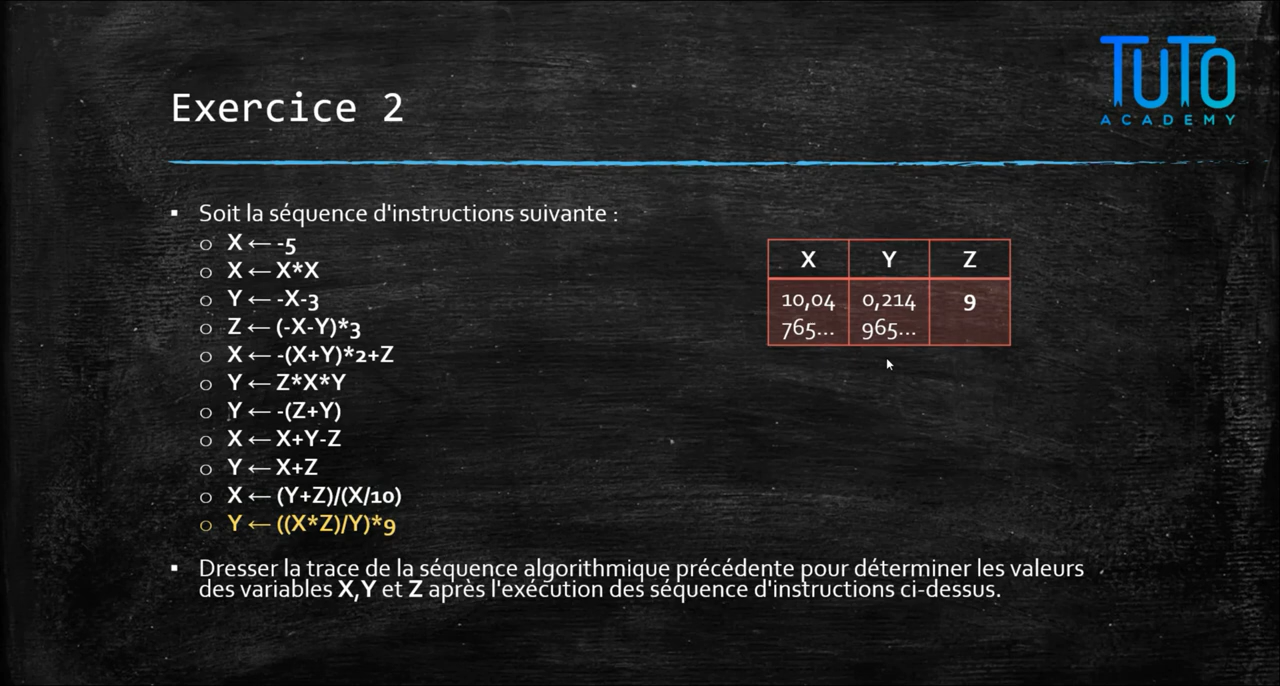 TUTO
ACADEMY
Exercice 2
▪ Soit la séquence d'instructions suivante :
o X ← -5
o X ← X*X
o Y ← -X-3
o Z ← (-X-Y)*3
o X ← -(X+Y)*2+Z
o Y ← Z*X*Y
o Y ← -(Z+Y)
o X ← X+Y-Z
o Y ← X+Z
o X ← (Y+Z)/(X/10)
o Y ← ((X*Z)/Y)*9
X Y Z
10,04 0,214 9
765... 965...
▪ Dresser la trace de la séquence algorithmique précédente pour déterminer les valeurs
des variables X,Y et Z après l'exécution des séquence d'instructions ci-dessus.